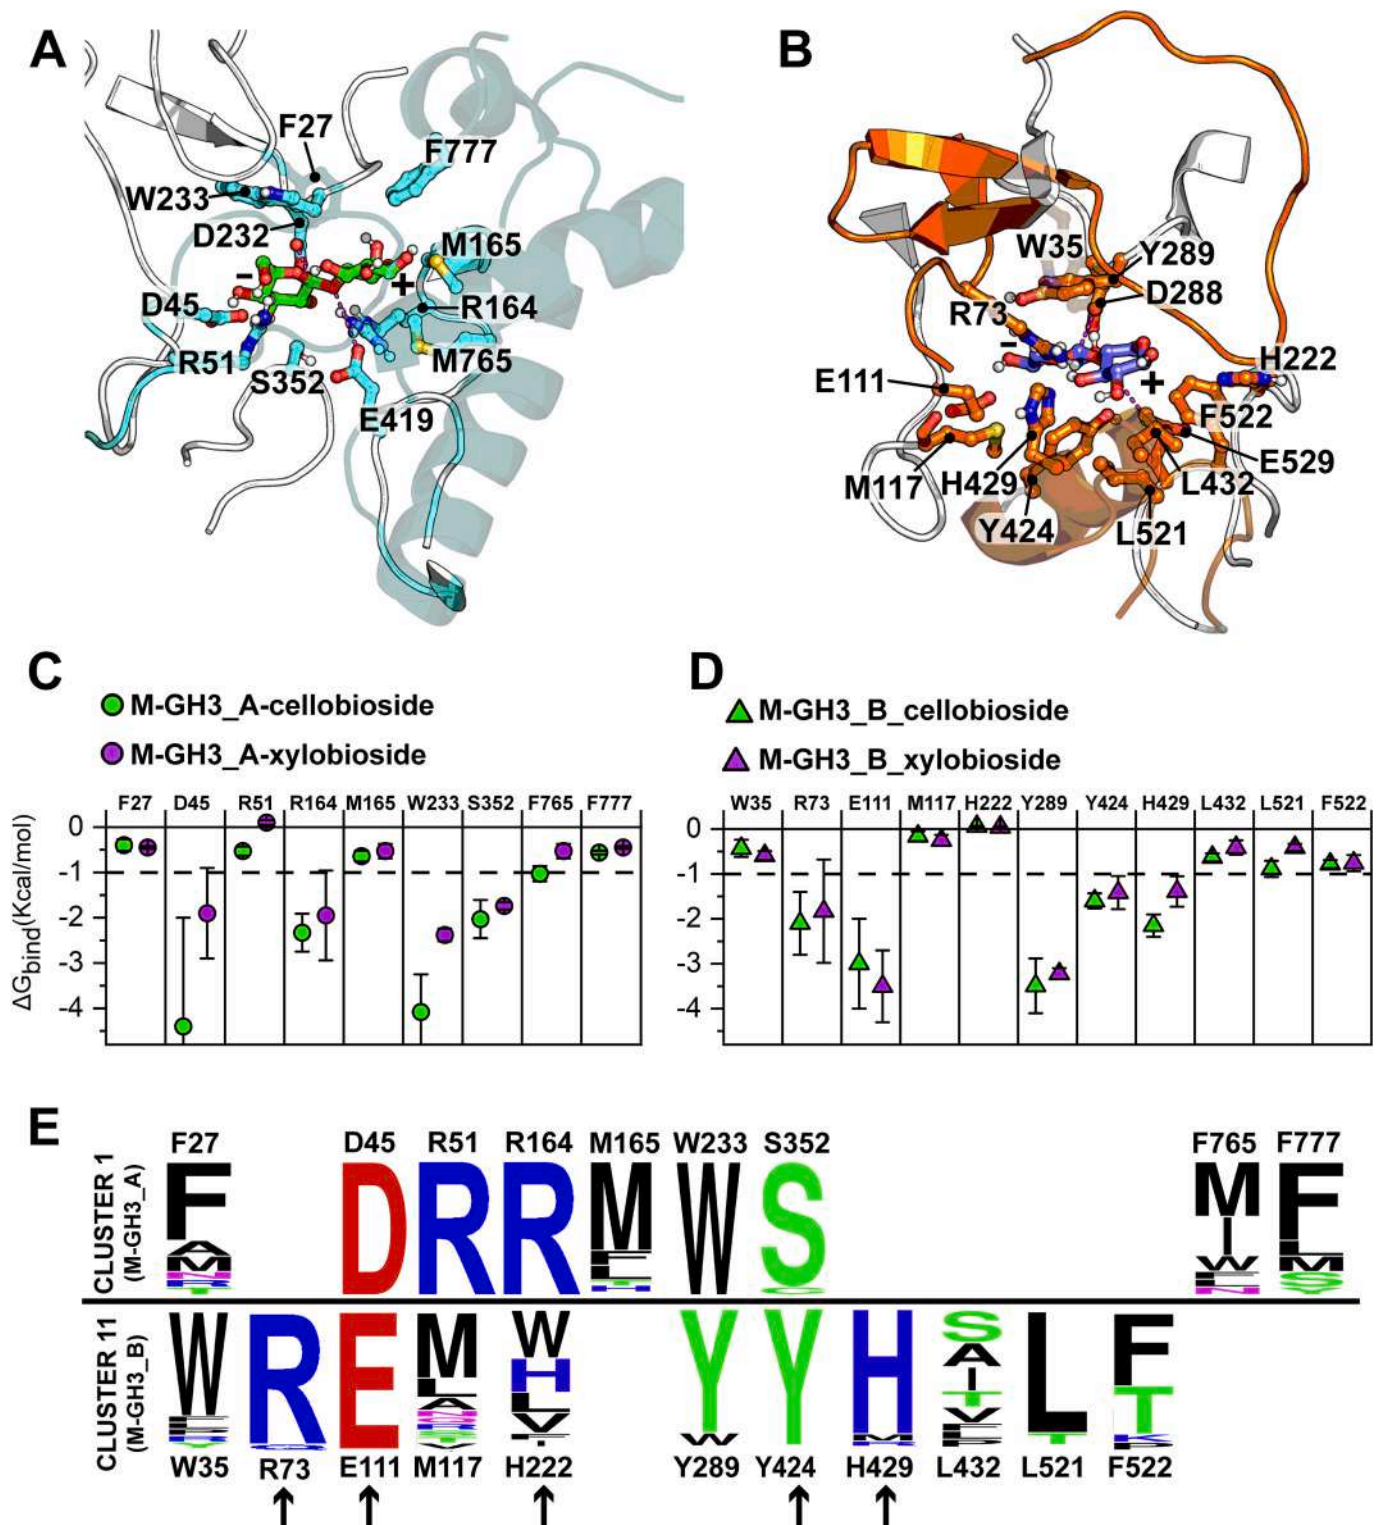 A
F27
F777
W233
D232
M165
-
+
D45
R164
R51
M765
S352
E419
B
W35
Y289
D288
R73
-
H222
E111
+
F522
E529
M117
H429
L432
Y424
L521
C
M-GH3_A-cellobioside
M-GH3_A-xylobioside
F27 D45 R51 R164 M165 W233 S352 F765 F777
0
-1
-2
-3
-4
ΔGbind(Kcal/mol)
D
M-GH3_B_cellobioside
M-GH3_B_xylobioside
W35 R73 E111 M117 H222 Y289 Y424 H429 L432 L521 F522
0
-1
-2
-3
-4
E
CLUSTER 1
(M-GH3_A)
F27 D45 R51 R164 M165 W233 S352 F765 F777
F D R R M W S M F
CLUSTER 11
(M-GH3_B)
W R E M W Y Y H S L F
W35 R73 E111 M117 H222 Y289 Y424 H429 L432 L521 F522